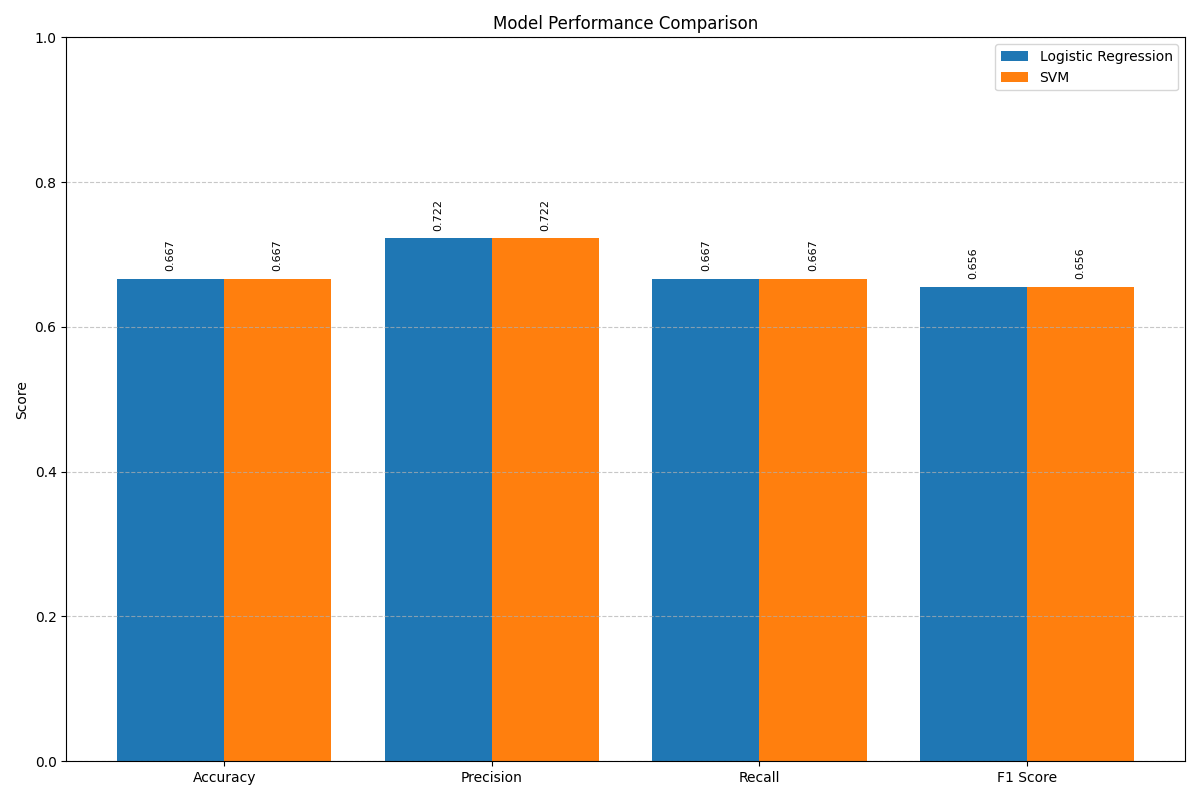 Model Performance Comparison
Logistic Regression
SVM
Score
1.0
0.8
0.6
0.4
0.2
0.0
0.667
0.667
0.722
0.722
0.667
0.667
0.656
0.656
Accuracy
Precision
Recall
F1 Score